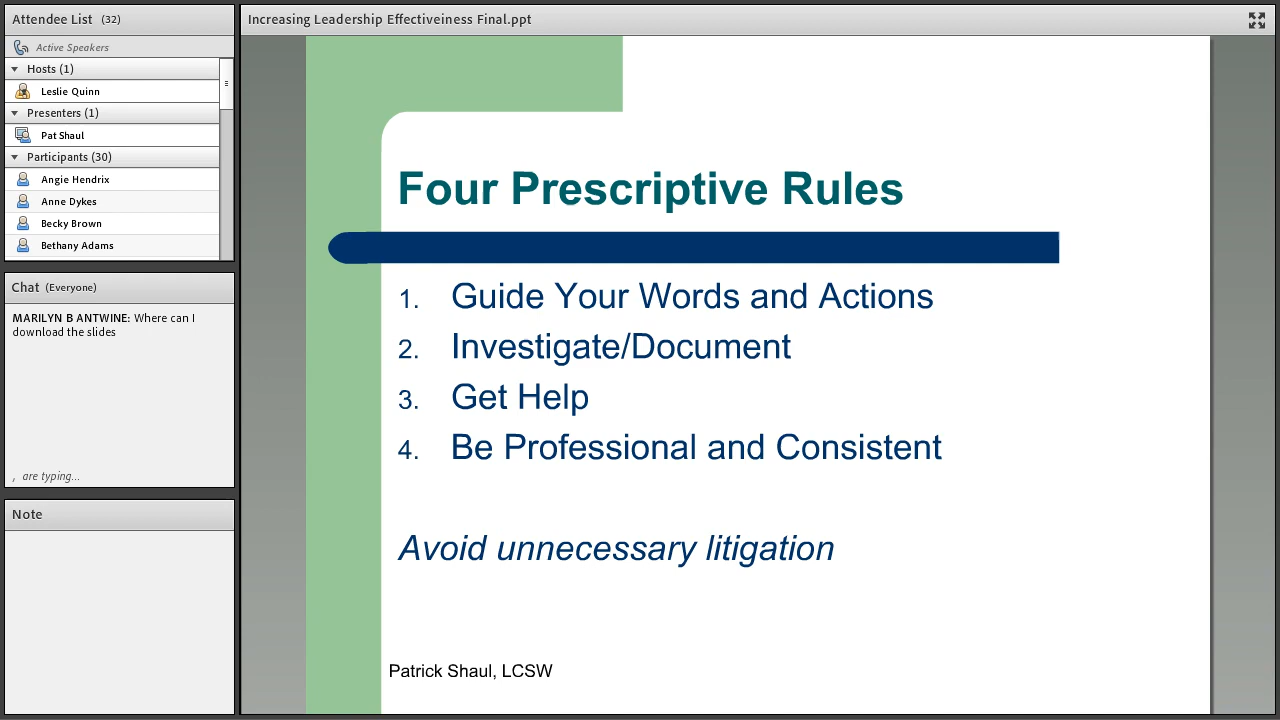 Attendee List (32)
Active Speakers
Hosts (1)
Leslie Quinn
Presenters (1)
Pat Shaul
Participants (30)
Angie Hendrix
Anne Dykes
Becky Brown
Bethany Adams
Chat (Everyone)
MARILYN B ANTWINE: Where can I
download the slides
, are typing...
Note
Increasing Leadership Effectiveiness Final.ppt
Four Prescriptive Rules
1. Guide Your Words and Actions
2. Investigate/Document
3. Get Help
4. Be Professional and Consistent
Avoid unnecessary litigation
Patrick Shaul, LCSW